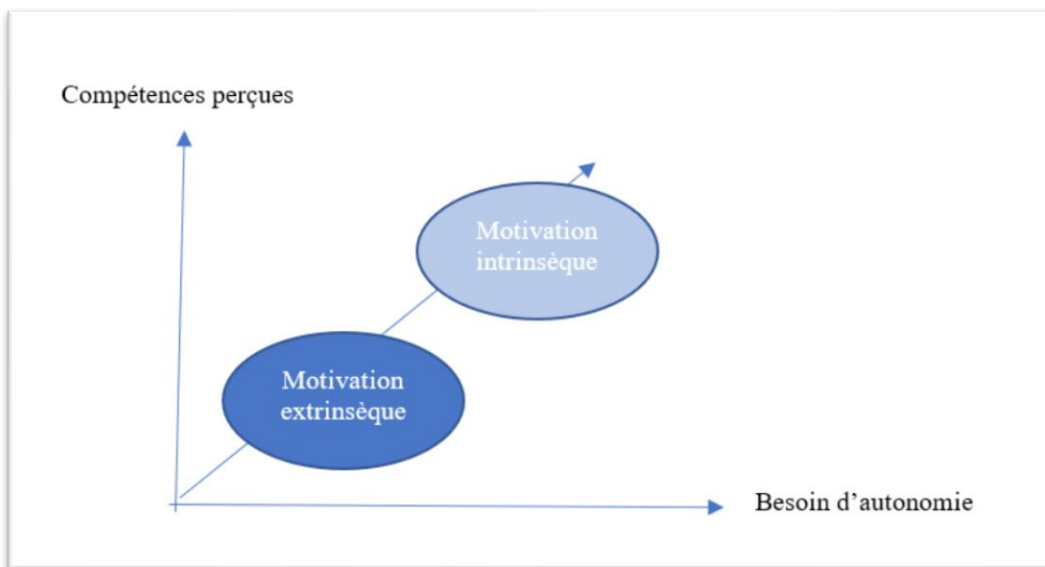 Compétences perçues
Motivation
intrinsèque
Motivation
extrinsèque
Besoin d’autonomie